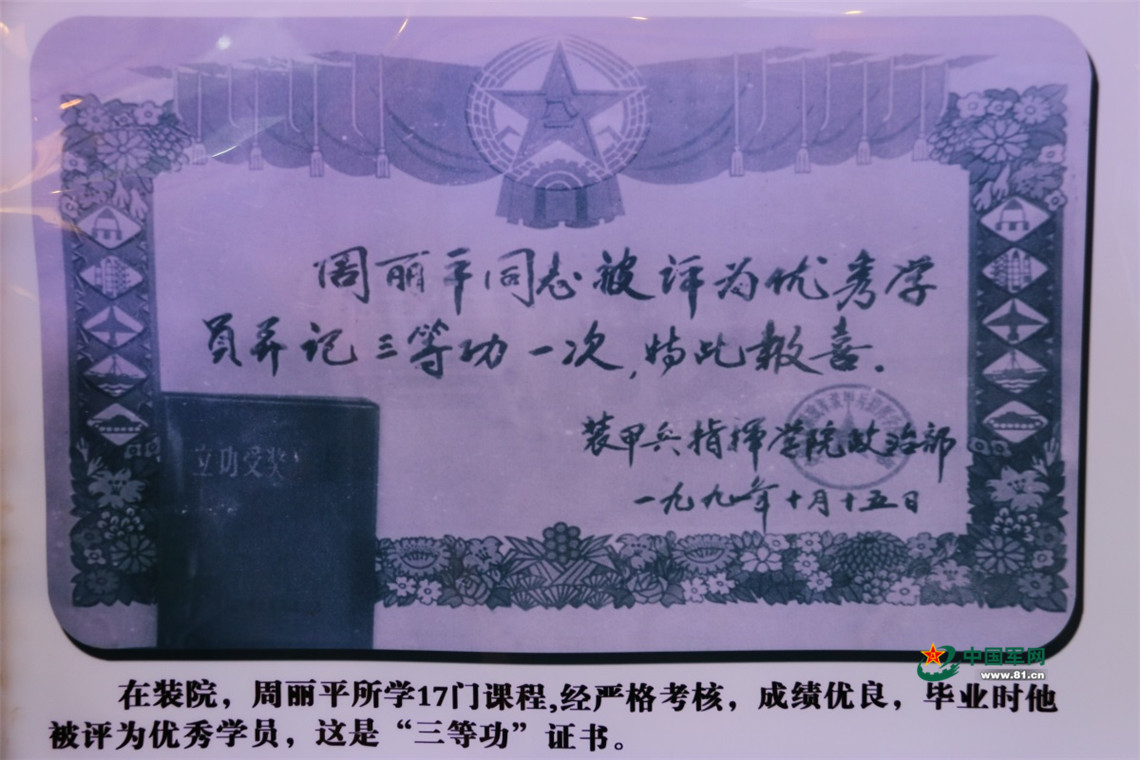 周丽平同志被评为优秀学
员并记三等功一次,特此報喜.
装甲兵指挥学院政治部
一九九一年十月十五日
立功受奖
中国军网
www.81.cn
在装院，周丽平所学17门课程,经严格考核，成绩优良，毕业时他
被评为优秀学员，这是“三等功”证书。